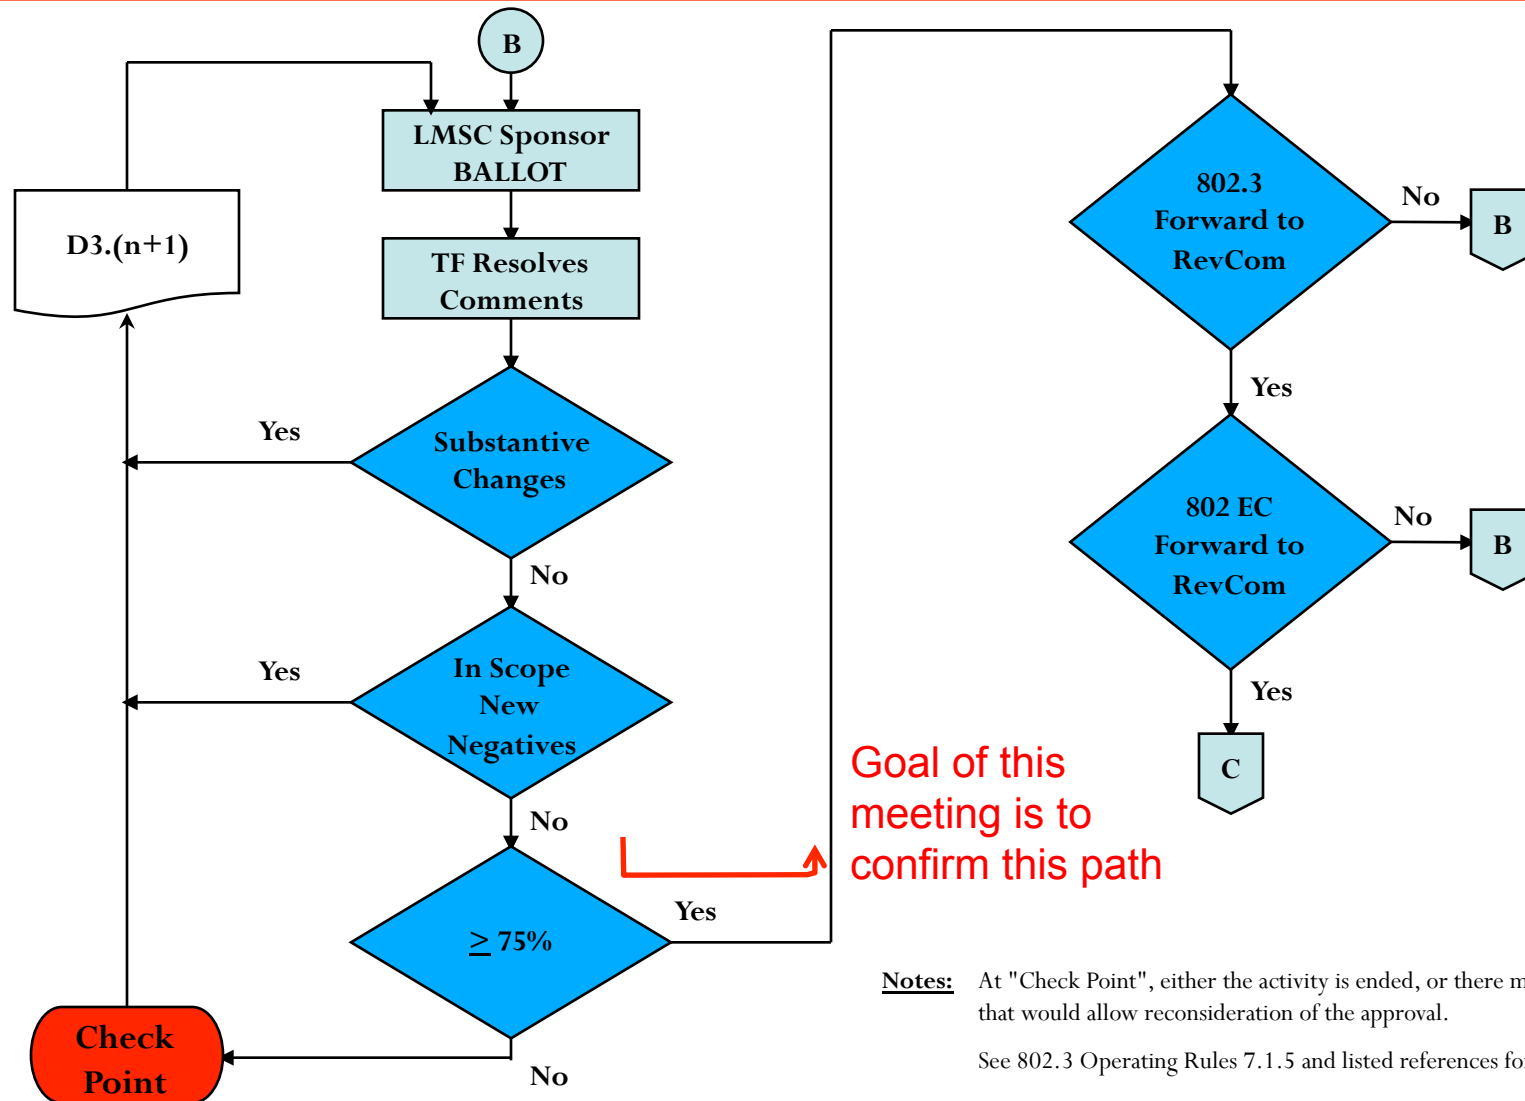 B
LMSC Sponsor
BALLOT
D3.(n+1)
TF Resolves
Comments
Yes
Substantive
Changes
No
Yes
In Scope
New
Negatives
No
≥ 75%
Yes
No
Check
Point
Goal of this
meeting is to
confirm this path
802.3
Forward to
RevCom
No
B
Yes
802 EC
Forward to
RevCom
No
B
Yes
C
Notes: At "Check Point", either the activity is ended, or there
that would allow reconsideration of the approval.
See 802.3 Operating Rules 7.1.5 and listed references